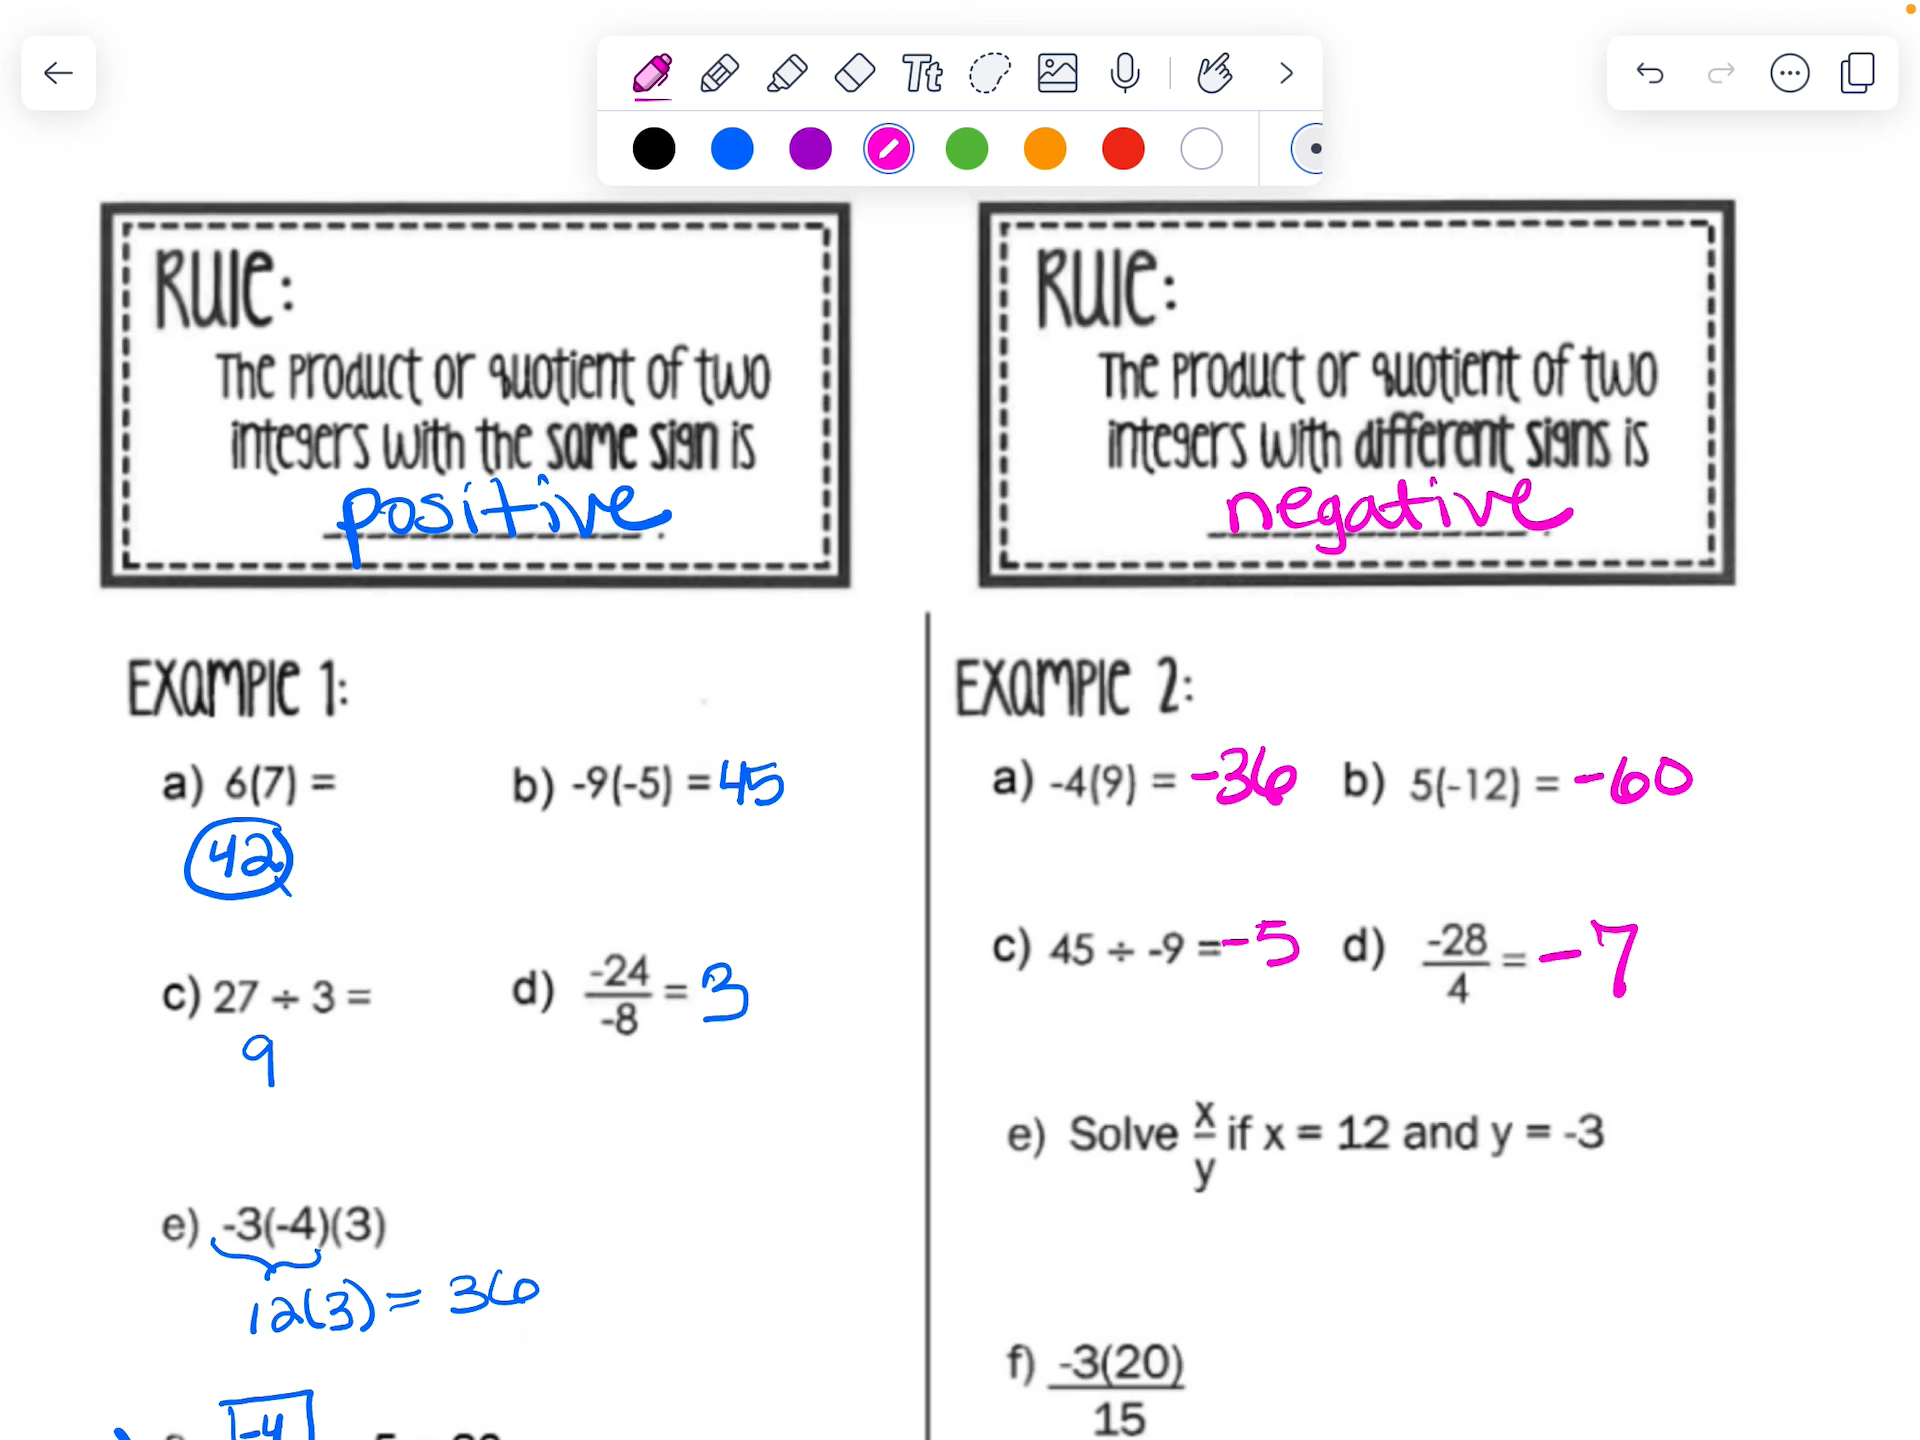 Tt
Rule:
The product or quotient of two
integers with the same sign is
positive.
Rule:
The product or quotient of two
integers with different signs is
negative.
Example 1:
a) 6(7) =
42
b) -9(-5) = 45
c) 27 ÷ 3 =
9
d) -24/-8 = 3
e) -3(-4)(3)
12(3) = 36
-4
Example 2:
a) -4(9) = -36
b) 5(-12) = -60
c) 45 ÷ -9 = -5
d) -28/4 = -7
e) Solve x/y if x = 12 and y = -3
f) -3(20)
15